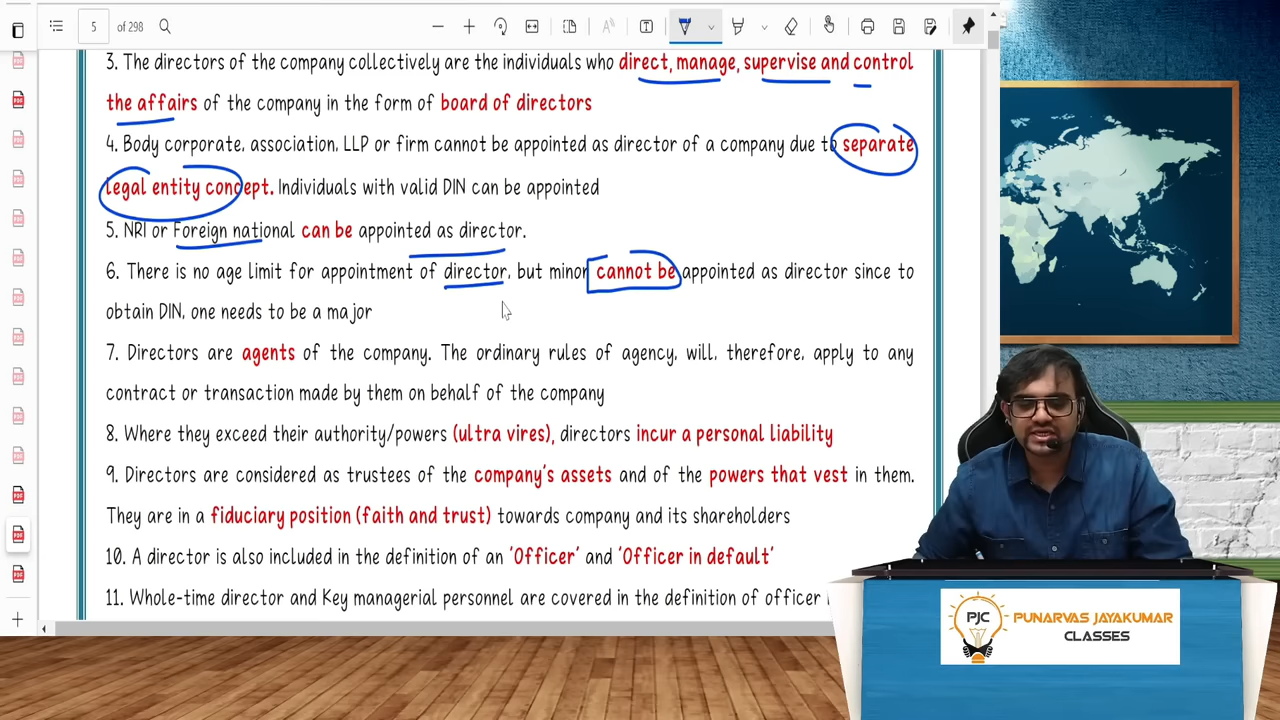 5 of 298
3. The directors of the company collectively are the individuals who direct, manage, supervise and control
the affairs of the company in the form of board of directors
4. Body corporate, association, LLP or firm cannot be appointed as director of a company due to separate
legal entity concept. Individuals with valid DIN can be appointed
5. NRI or Foreign national can be appointed as director.
6. There is no age limit for appointment of director, but minor cannot be appointed as director since to
obtain DIN, one needs to be a major
7. Directors are agents of the company. The ordinary rules of agency, will, therefore, apply to any
contract or transaction made by them on behalf of the company
8. Where they exceed their authority/powers (ultra vires), directors incur a personal liability
9. Directors are considered as trustees of the company's assets and of the powers that vest in them.
They are in a fiduciary position (faith and trust) towards company and its shareholders
10. A director is also included in the definition of an 'Officer' and 'Officer in default'
11. Whole-time director and Key managerial personnel are covered in the definition of officer
PJC
PUNARVAS JAYAKUMAR
CLASSES